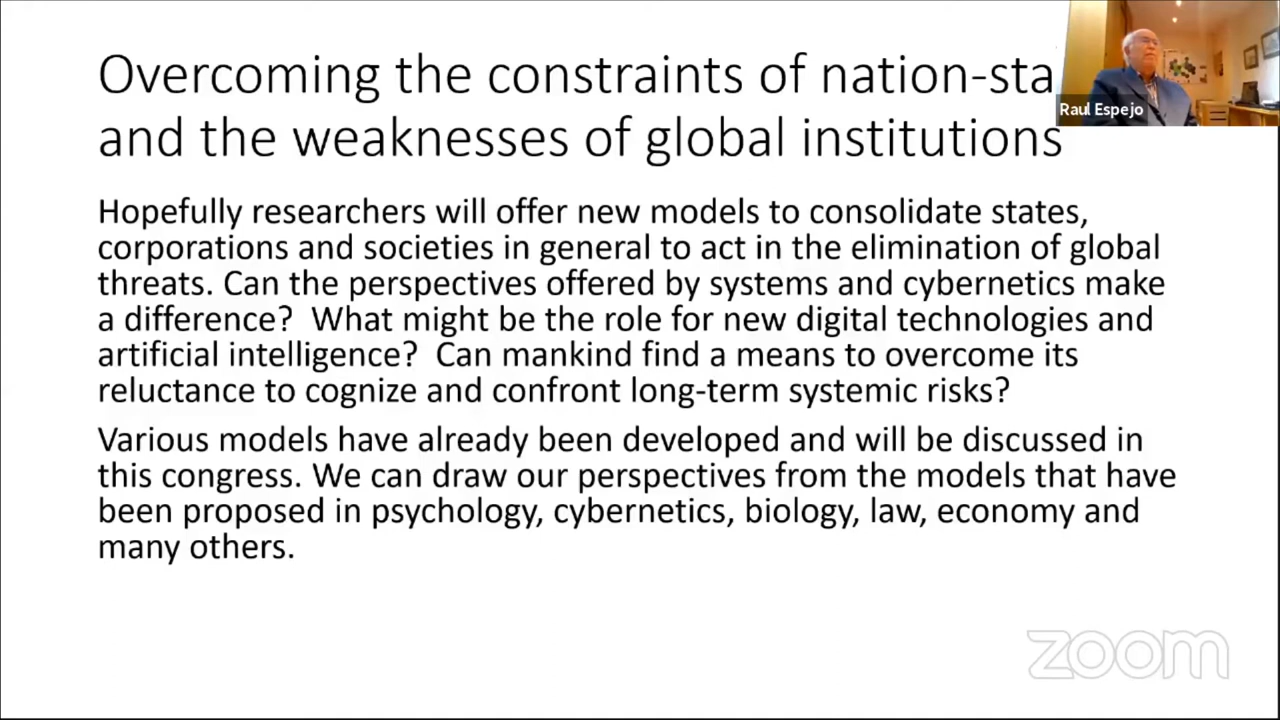 Overcoming the constraints of nation-sta
and the weaknesses of global institutions
Raul Espejo
Hopefully researchers will offer new models to consolidate states,
corporations and societies in general to act in the elimination of global
threats. Can the perspectives offered by systems and cybernetics make
a difference?  What might be the role for new digital technologies and
artificial intelligence?  Can mankind find a means to overcome its
reluctance to cognize and confront long-term systemic risks?
Various models have already been developed and will be discussed in
this congress. We can draw our perspectives from the models that have
been proposed in psychology, cybernetics, biology, law, economy and
many others.
zoom